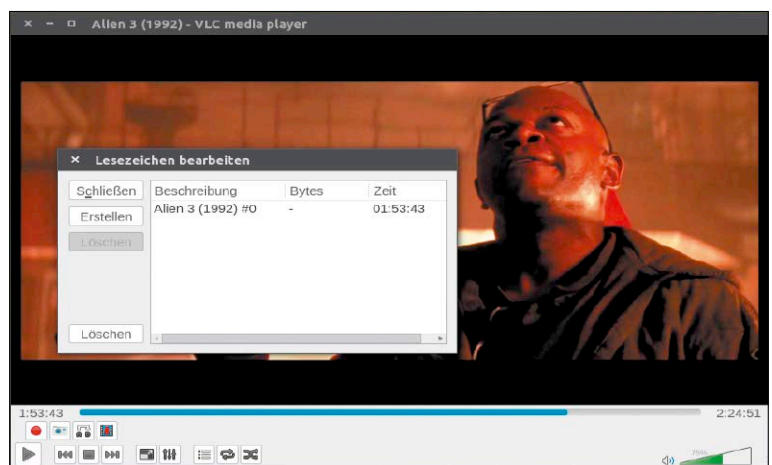 Alien 3 (1992) - VLC media player
Lesezeichen bearbeiten
Schließen
Beschreibung Bytes Zeit
Alien 3 (1992) #0 - 01:53:43
Erstellen
Löschen
Löschen
1:53:43 2:24:51